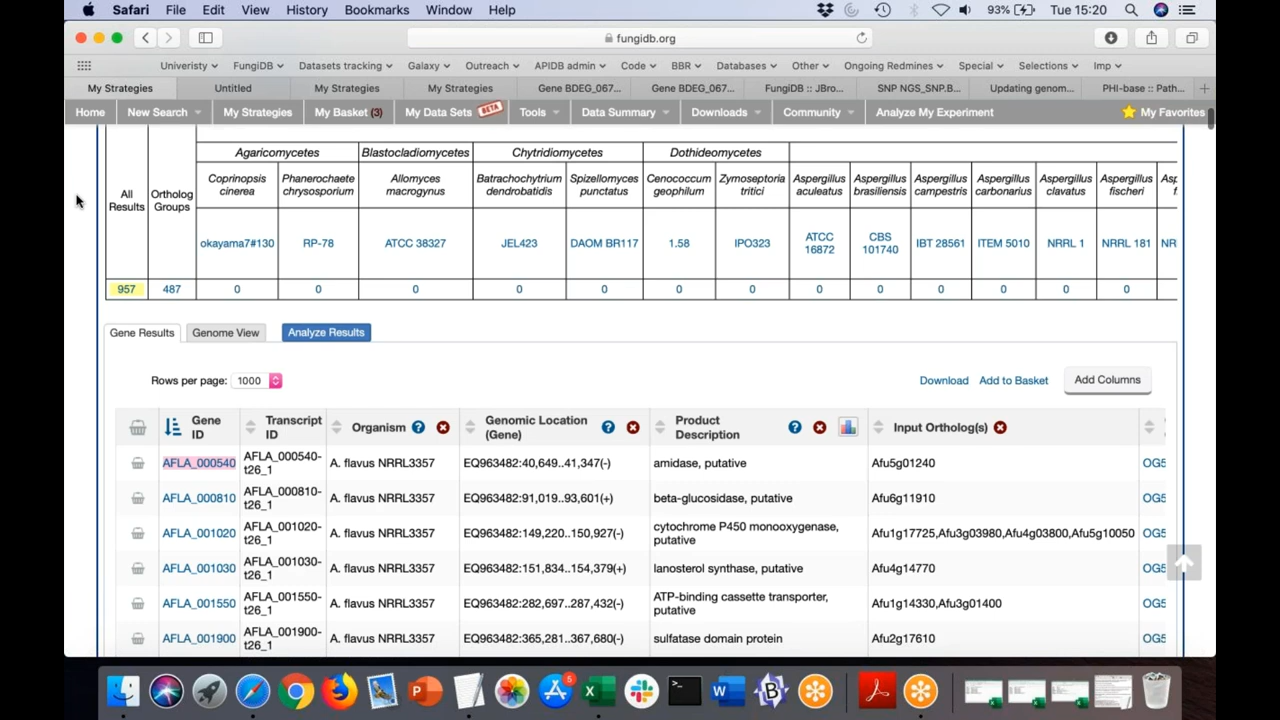 Safari File Edit View History Bookmarks Window Help 93% Tue 15:20
fungidb.org
Univeristy FungiDB Datasets tracking Galaxy Outreach APIDB admin Code BBR Databases Other Ongoing Redmines Special Selections Imp
My Strategies Untitled My Strategies My Strategies Gene BDEG_067... Gene BDEG_067... FungiDB :: JBro... SNP NGS_SNP.B... Updating genom... PHI-base :: Path...
Home New Search My Strategies My Basket (3) My Data Sets BETA Tools Data Summary Downloads Community Analyze My Experiment My Favorites
Agaricomycetes Blastocladiomycetes Chytridiomycetes Dothideomycetes
All Results Ortholog Groups Coprinopsis cinerea Phanerochaete chrysosporium Allomyces macrogynus Batrachochytrium dendrobatidis Spizellomyces punctatus Cenococcum geophilum Zymoseptoria tritici Aspergillus aculeatus Aspergillus brasiliensis Aspergillus campestris Aspergillus carbonarius Aspergillus clavatus Aspergillus fischeri Asp f
okayama7#130 RP-78 ATCC 38327 JEL423 DAOM BR117 1.58 IPO323 ATCC 16872 CBS 101740 IBT 28561 ITEM 5010 NRRL 1 NRRL 181 NR
957 487 0 0 0 0 0 0 0 0 0 0 0 0 0
Gene Results Genome View Analyze Results
Rows per page: 1000 Download Add to Basket Add Columns
Gene ID Transcript ID Organism ? Genomic Location (Gene) ? Product Description ? Input Ortholog(s)
AFLA_000540 AFLA_000540-t26_1 A. flavus NRRL3357 EQ963482:40,649..41,347(-) amidase, putative Afu5g01240 OG5
AFLA_000810 AFLA_000810-t26_1 A. flavus NRRL3357 EQ963482:91,019..93,601(+) beta-glucosidase, putative Afu6g11910 OG5
AFLA_001020 AFLA_001020-t26_1 A. flavus NRRL3357 EQ963482:149,220..150,927(-) cytochrome P450 monooxygenase, putative Afu1g17725,Afu3g03980,Afu4g03800,Afu5g10050 OG5
AFLA_001030 AFLA_001030-t26_1 A. flavus NRRL3357 EQ963482:151,834..154,379(+) lanosterol synthase, putative Afu4g14770 OG5
AFLA_001550 AFLA_001550-t26_1 A. flavus NRRL3357 EQ963482:282,697..287,432(-) ATP-binding cassette transporter, putative Afu1g14330,Afu3g01400 OG5
AFLA_001900 AFLA_001900-t26_1 A. flavus NRRL3357 EQ963482:365,281..367,680(-) sulfatase domain protein Afu2g17610 OG5
5